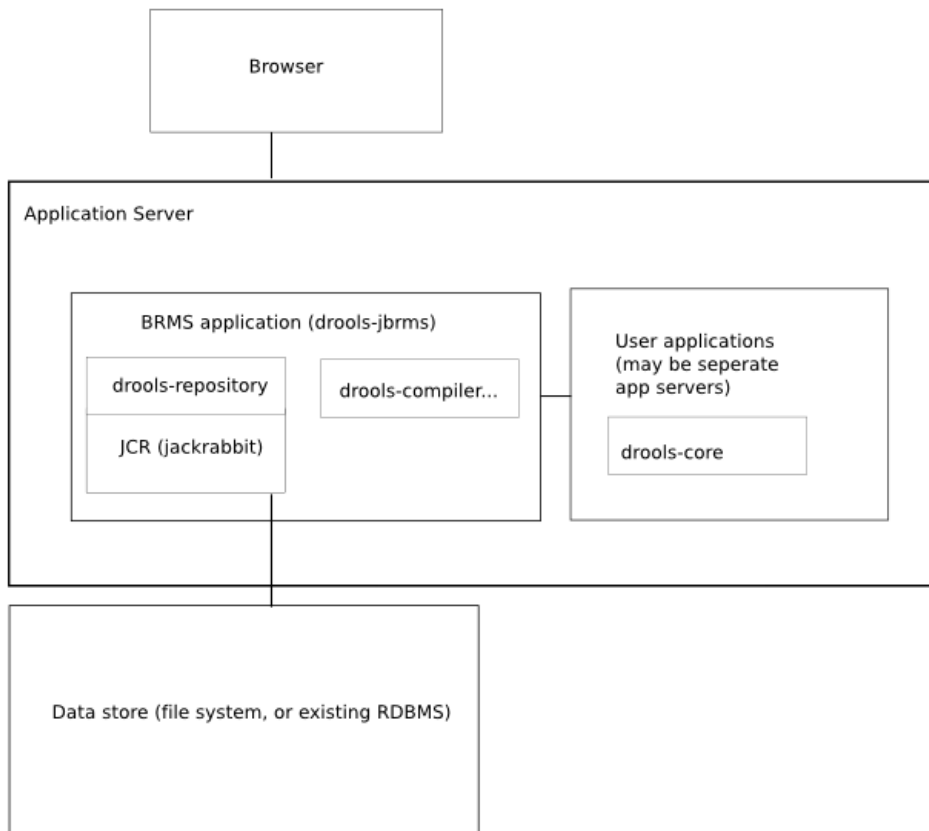 Browser
Application Server
BRMS application (drools-jbrms)
drools-repository
JCR (jackrabbit)
drools-compiler...
User applications
(may be seperate
app servers)
drools-core
Data store (file system, or existing RDBMS)